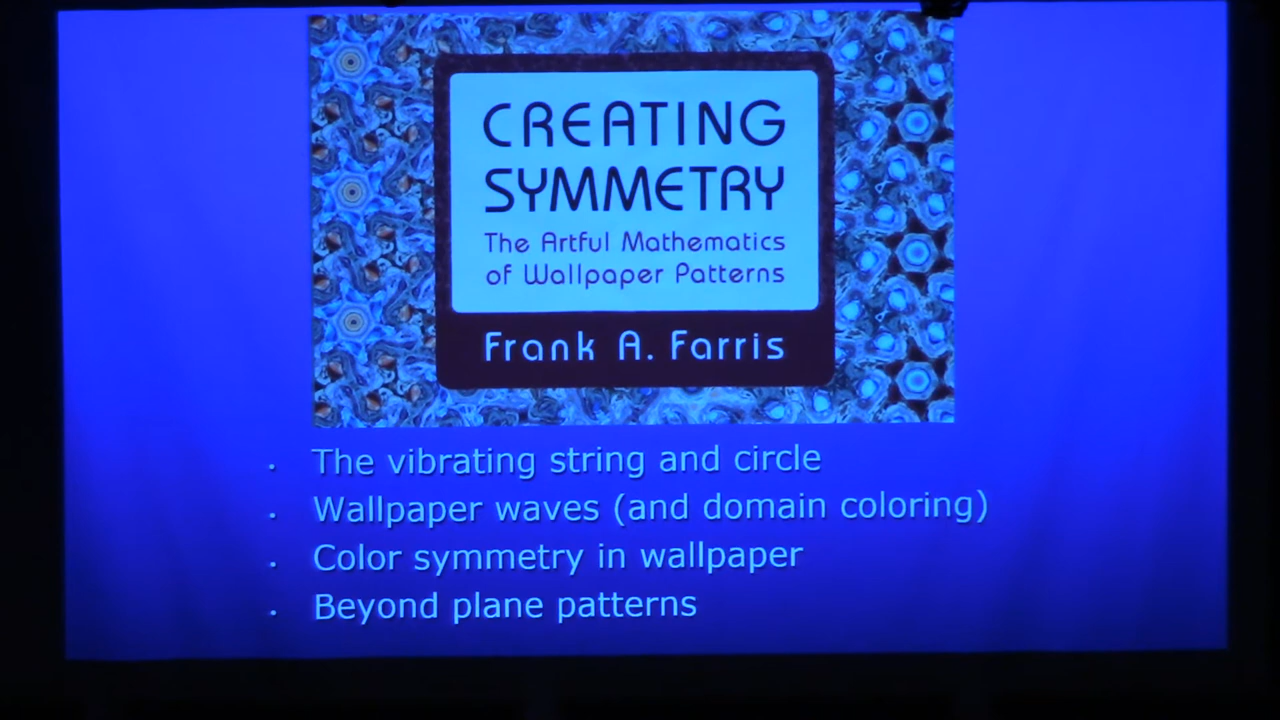 CREATING
SYMMETRY
The Artful Mathematics
of Wallpaper Patterns
Frank A. Farris
· The vibrating string and circle
· Wallpaper waves (and domain coloring)
· Color symmetry in wallpaper
· Beyond plane patterns